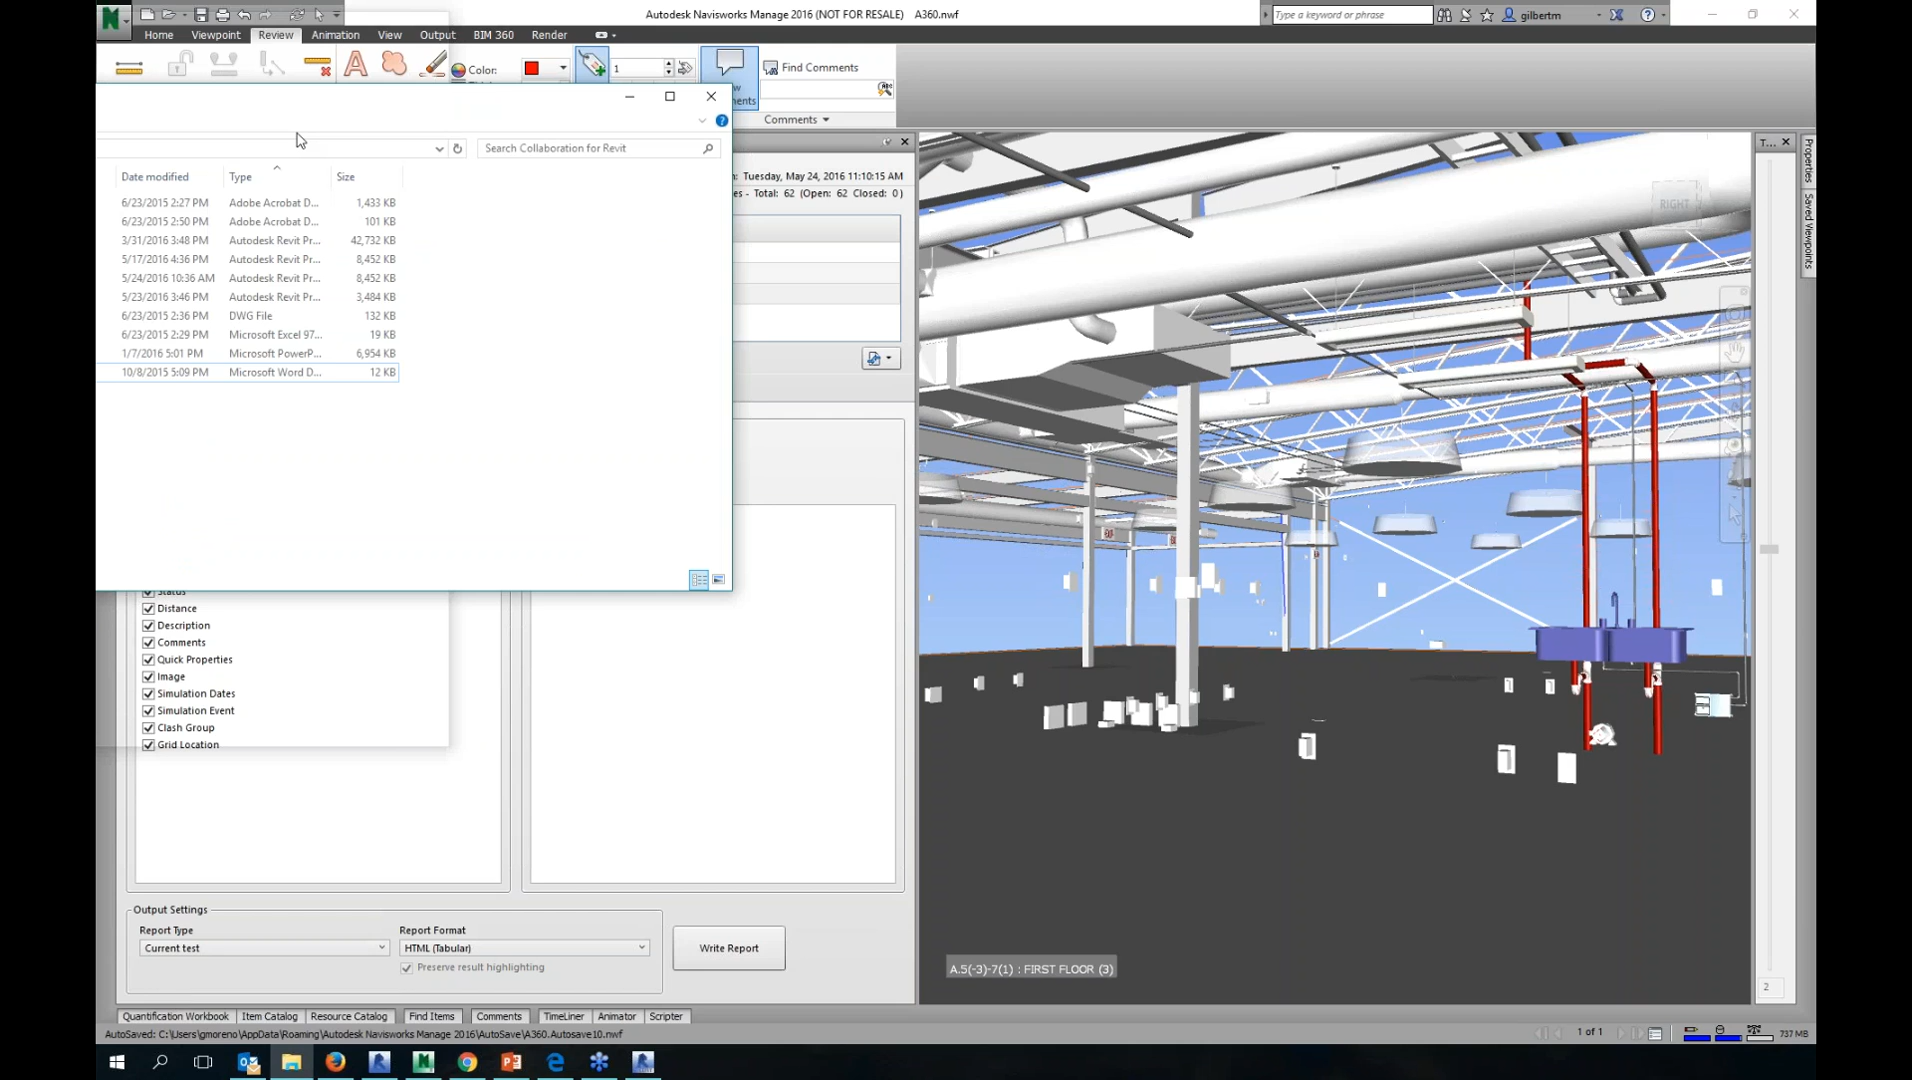 Autodesk Navisworks Manage 2016 (NOT FOR RESALE) A360.nwf
Type a keyword or phrase
gilbertm
Home Viewpoint Review Animation View Output BIM 360 Render
Color:
1
Find Comments
Comments
Search Collaboration for Revit
T...
Properties
Saved Viewpoints
Tuesday, May 24, 2016 11:10:15 AM
Total: 62 (Open: 62 Closed: 0)
Date modified Type Size
6/23/2015 2:27 PM Adobe Acrobat D... 1,433 KB
6/23/2015 2:50 PM Adobe Acrobat D... 101 KB
3/31/2016 3:48 PM Autodesk Revit Pr... 42,732 KB
5/17/2016 4:36 PM Autodesk Revit Pr... 8,452 KB
5/24/2016 10:36 AM Autodesk Revit Pr... 8,452 KB
5/23/2016 3:46 PM Autodesk Revit Pr... 3,484 KB
6/23/2015 2:36 PM DWG File 132 KB
6/23/2015 2:29 PM Microsoft Excel 97... 19 KB
1/7/2016 5:01 PM Microsoft PowerP... 6,954 KB
10/8/2015 5:09 PM Microsoft Word D... 12 KB
RIGHT
Status
Distance
Description
Comments
Quick Properties
Image
Simulation Dates
Simulation Event
Clash Group
Grid Location
Output Settings
Report Type
Current test
Report Format
HTML (Tabular)
Preserve result highlighting
Write Report
A.5(-3)-7(1) : FIRST FLOOR (3)
2
Quantification Workbook Item Catalog Resource Catalog Find Items Comments TimeLiner Animator Scripter
AutoSaved: C:\Users\gmoreno\AppData\Roaming\Autodesk Navisworks Manage 2016\AutoSave\A360.Autosave10.nwf
1 of 1
737 MB